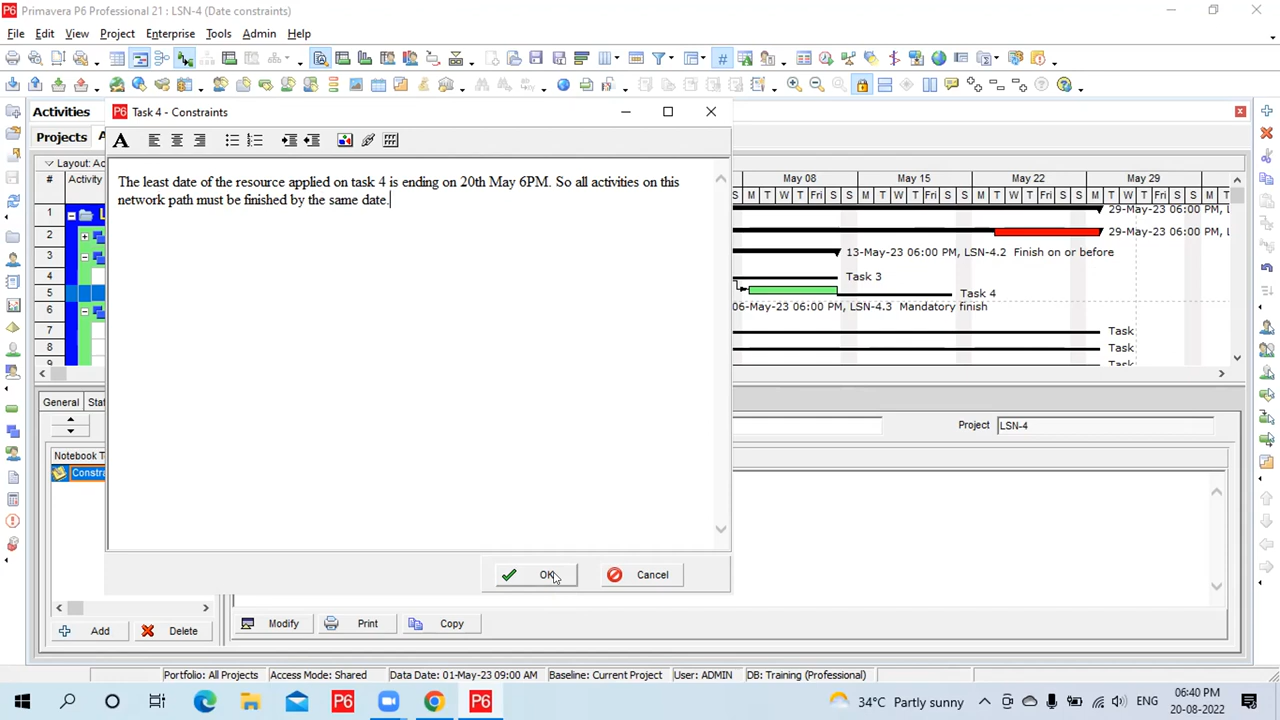 Primavera P6 Professional 21 : LSN-4 (Date constraints)
File Edit View Project Enterprise Tools Admin Help
Activities
Projects
Layout: Ac
# Activity
1
2
3
4
5
6
7
8
9
Task 4 - Constraints
The least date of the resource applied on task 4 is ending on 20th May 6PM. So all activities on this
network path must be finished by the same date.
OK Cancel
May 08 May 15 May 22 May 29
M T W T Fri S S M T W T Fri S S M T W T Fri S S M T W T Fri S S
29-May-23 06:00 PM, L
29-May-23 06:00 PM, L
13-May-23 06:00 PM, LSN-4.2 Finish on or before
Task 3
Task 4
06-May-23 06:00 PM, LSN-4.3 Mandatory finish
Task
Task
Task
General Stat
Project LSN-4
Notebook T
Constra
Add Delete
Modify Print Copy
Portfolio: All Projects Access Mode: Shared Data Date: 01-May-23 09:00 AM Baseline: Current Project User: ADMIN DB: Training (Professional)
34°C Partly sunny ENG 06:40 PM
20-08-2022